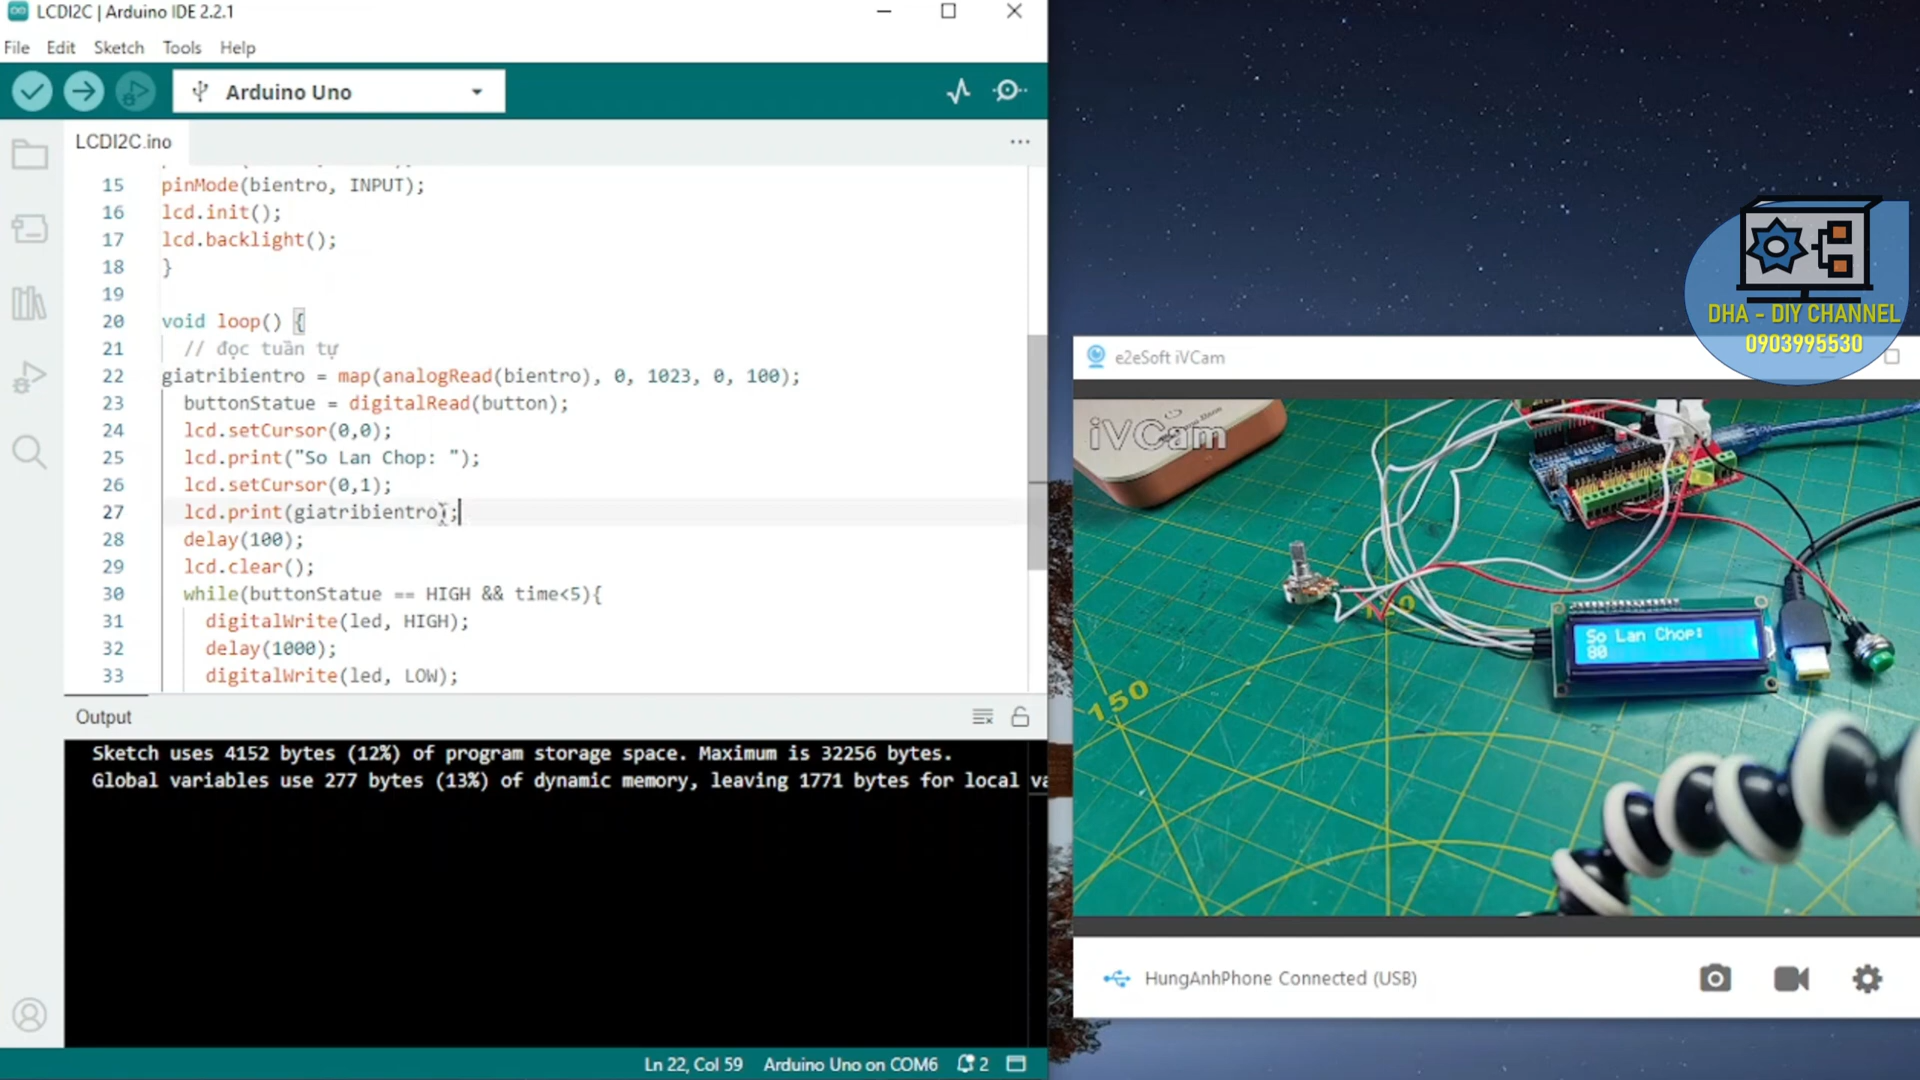 LCDI2C | Arduino IDE 2.2.1
File Edit Sketch Tools Help
Arduino Uno
LCDI2C.ino
15 pinMode(bientro, INPUT);
16 lcd.init();
17 lcd.backlight();
18 }
19
20 void loop() {
21 // đọc tuần tự
22 giatribientro = map(analogRead(bientro), 0, 1023, 0, 100);
23 buttonStatue = digitalRead(button);
24 lcd.setCursor(0,0);
25 lcd.print("So Lan Chop: ");
26 lcd.setCursor(0,1);
27 lcd.print(giatribientro);
28 delay(100);
29 lcd.clear();
30 while(buttonStatue == HIGH && time<5){
31 digitalWrite(led, HIGH);
32 delay(1000);
33 digitalWrite(led, LOW);
Output
Sketch uses 4152 bytes (12%) of program storage space. Maximum is 32256 bytes.
Global variables use 277 bytes (13%) of dynamic memory, leaving 1771 bytes for local va
Ln 22, Col 59 Arduino Uno on COM6 2
DHA - DIY CHANNEL
0903995530
e2eSoft iVCam
iVCam
120
So Lan Chop:
80
150
HungAnhPhone Connected (USB)